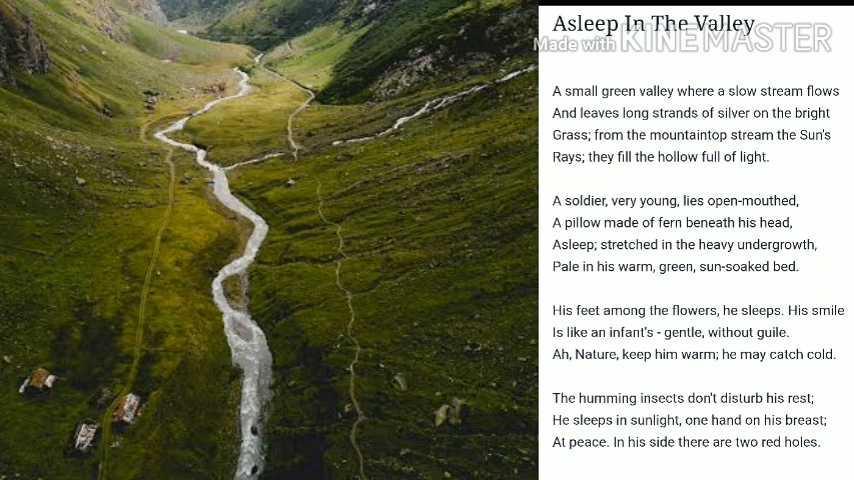 Asleep In The Valley
Made with KINEMASTER
A small green valley where a slow stream flows
And leaves long strands of silver on the bright
Grass; from the mountaintop stream the Sun's
Rays; they fill the hollow full of light.
A soldier, very young, lies open-mouthed,
A pillow made of fern beneath his head,
Asleep; stretched in the heavy undergrowth,
Pale in his warm, green, sun-soaked bed.
His feet among the flowers, he sleeps. His smile
Is like an infant's - gentle, without guile.
Ah, Nature, keep him warm; he may catch cold.
The humming insects don't disturb his rest;
He sleeps in sunlight, one hand on his breast;
At peace. In his side there are two red holes.